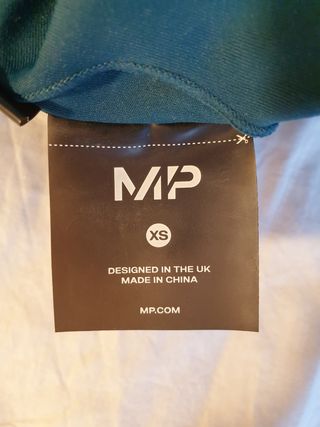 MP
XS
DESIGNED IN THE UK
MADE IN CHINA
MP.COM